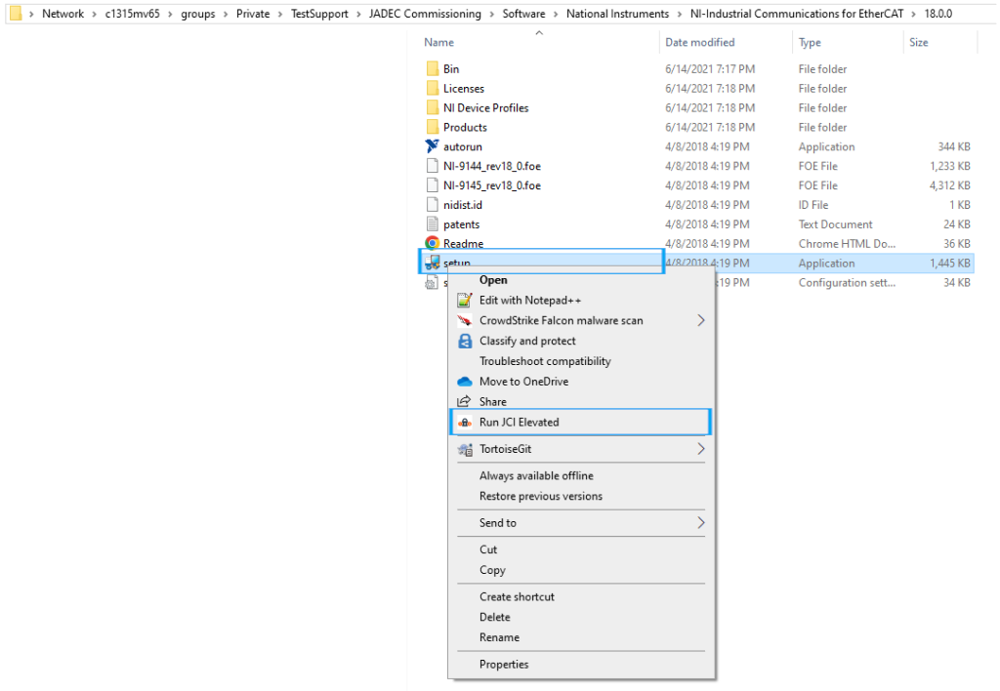 Network > c1315mv65 > groups > Private > TestSupport > JADEC Commissioning > Software > National Instruments > NI-Industrial Communications for EtherCAT > 18.0.0
Name Date modified Type Size
Bin 6/14/2021 7:17 PM File folder
Licenses 6/14/2021 7:18 PM File folder
NI Device Profiles 6/14/2021 7:18 PM File folder
Products 6/14/2021 7:18 PM File folder
autorun 4/8/2018 4:19 PM Application 344 KB
NI-9144_rev18_0.foe 4/8/2018 4:19 PM FOE File 1,233 KB
NI-9145_rev18_0.foe 4/8/2018 4:19 PM FOE File 4,312 KB
nidist.id 4/8/2018 4:19 PM ID File 1 KB
patents 4/8/2018 4:19 PM Text Document 24 KB
Readme 4/8/2018 4:19 PM Chrome HTML Do... 36 KB
setup 4/8/2018 4:19 PM Application 1,445 KB
s :19 PM Configuration sett... 34 KB
Open
Edit with Notepad++
CrowdStrike Falcon malware scan
Classify and protect
Troubleshoot compatibility
Move to OneDrive
Share
Run JCI Elevated
TortoiseGit
Always available offline
Restore previous versions
Send to
Cut
Copy
Create shortcut
Delete
Rename
Properties